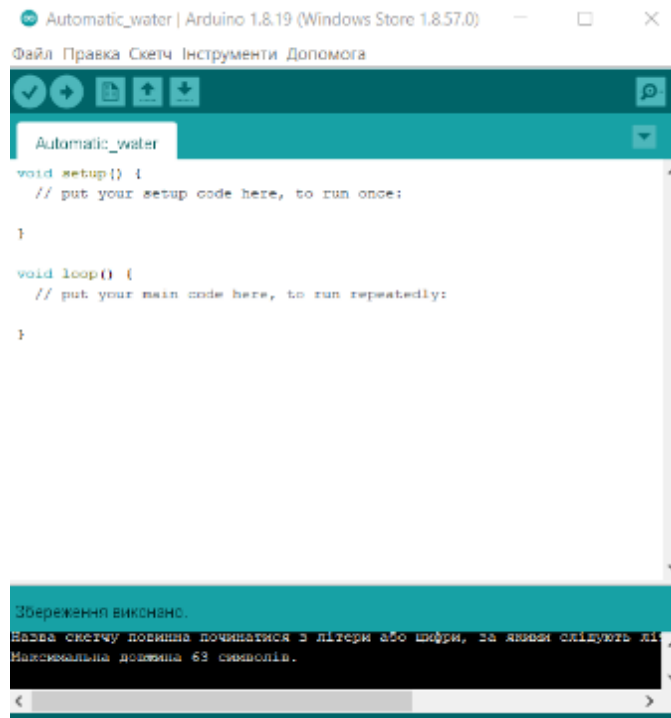 Automatic_water | Arduino 1.8.19 (Windows Store 1.8.57.0)
Файл Правка Скетч Інструменти Допомога
Automatic_water
void setup() {
  // put your setup code here, to run once:
}
void loop() {
  // put your main code here, to run repeatedly:
}
Збереження виконано.
Назва скетчу повинна починатися з літери або цифри, за якими слідують
Максимальна довжина 63 символів.